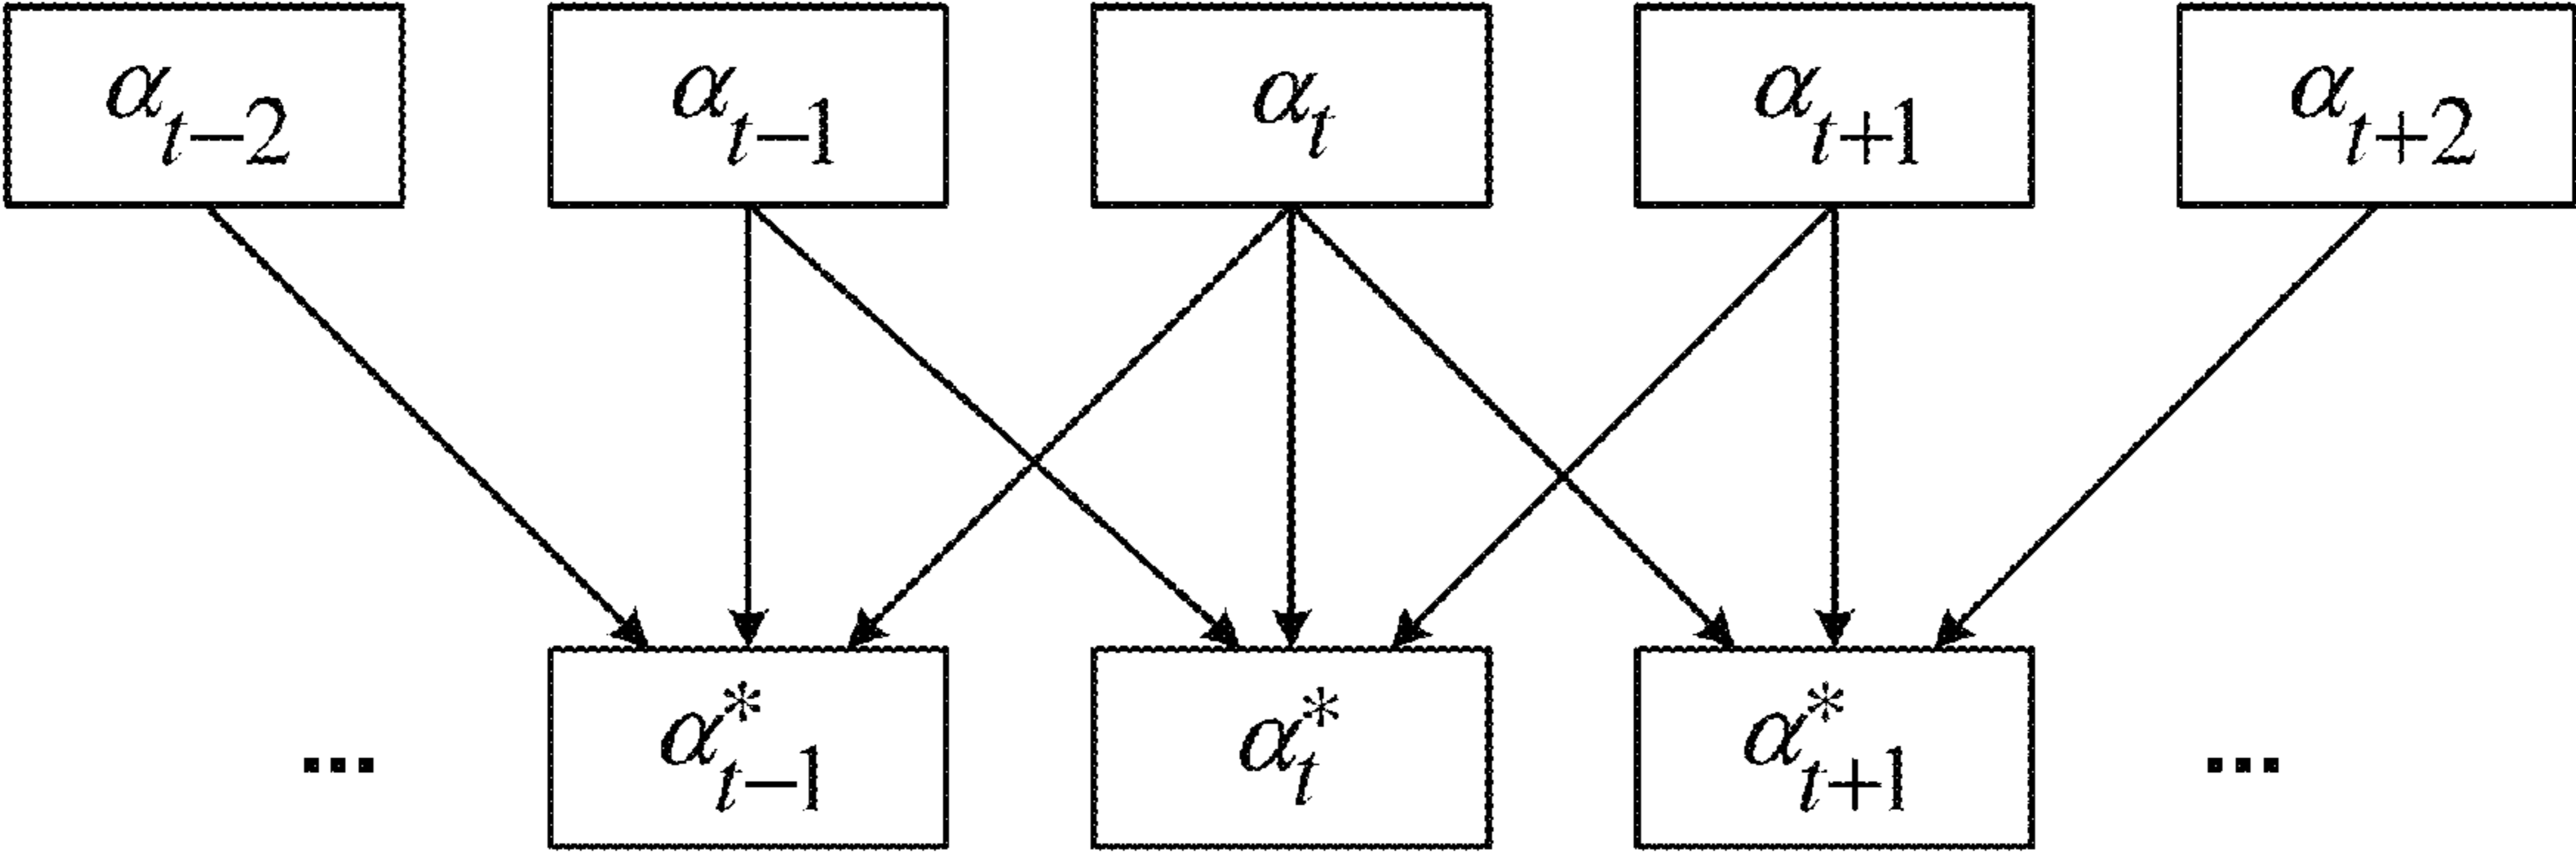 α_{t−2} α_{t−1} α_t α_{t+1} α_{t+2}
... α*_{t−1} α*_t α*_{t+1} ...